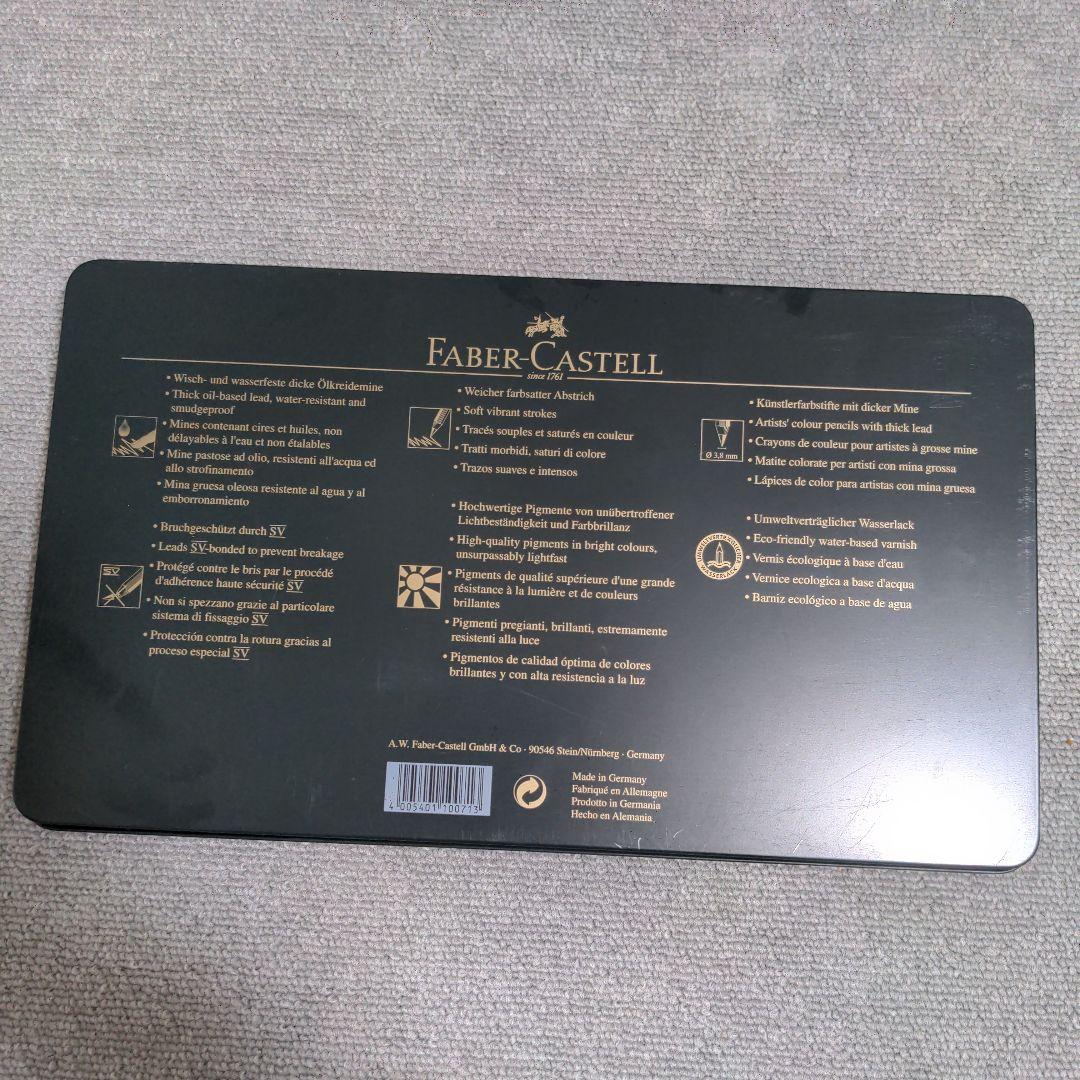 FABER-CASTELL
since 1761
• Wisch- und wasserfeste dicke Ölkreidemine
• Thick oil-based lead, water-resistant and
smudgeproof
• Mines contenant cires et huiles, non
délayables à l'eau et non étalables
• Mine pastose ad olio, resistenti all'acqua ed
allo strofinamento
• Mina gruesa oleosa resistente al agua y al
emborronamiento
SV
• Bruchgeschützt durch SV
• Leads SV-bonded to prevent breakage
• Protégé contre le bris par le procédé
d'adhérence haute sécurité SV
• Non si spezzano grazie al particolare
sistema di fissaggio SV
• Protección contra la rotura gracias al
proceso especial SV
• Weicher farbsatter Abstrich
• Soft vibrant strokes
• Tracés souples et saturés en couleur
• Tratti morbidi, saturi di colore
• Trazos suaves e intensos
• Hochwertige Pigmente von unübertroffener
Lichtbeständigkeit und Farbbrillanz
• High-quality pigments in bright colours,
unsurpassably lightfast
• Pigments de qualité supérieure d'une grande
résistance à la lumière et de couleurs
brillantes
• Pigmenti pregianti, brillanti, estremamente
resistenti alla luce
• Pigmentos de calidad óptima de colores
brillantes y con alta resistencia a la luz
Ø 3,8 mm
• Künstlerfarbstifte mit dicker Mine
• Artists' colour pencils with thick lead
• Crayons de couleur pour artistes à grosse mine
• Matite colorate per artisti con mina grossa
• Lápices de color para artistas con mina gruesa
UMWELTVERTRÄGLICHER
WASSERLACK
• Umweltverträglicher Wasserlack
• Eco-friendly water-based varnish
• Vernis écologique à base d'eau
• Vernice ecologica a base d'acqua
• Barniz ecológico a base de agua
A.W. Faber-Castell GmbH & Co · 90546 Stein/Nürnberg · Germany
4 005401 100713
Made in Germany
Fabriqué en Allemagne
Prodotto in Germania
Hecho en Alemania